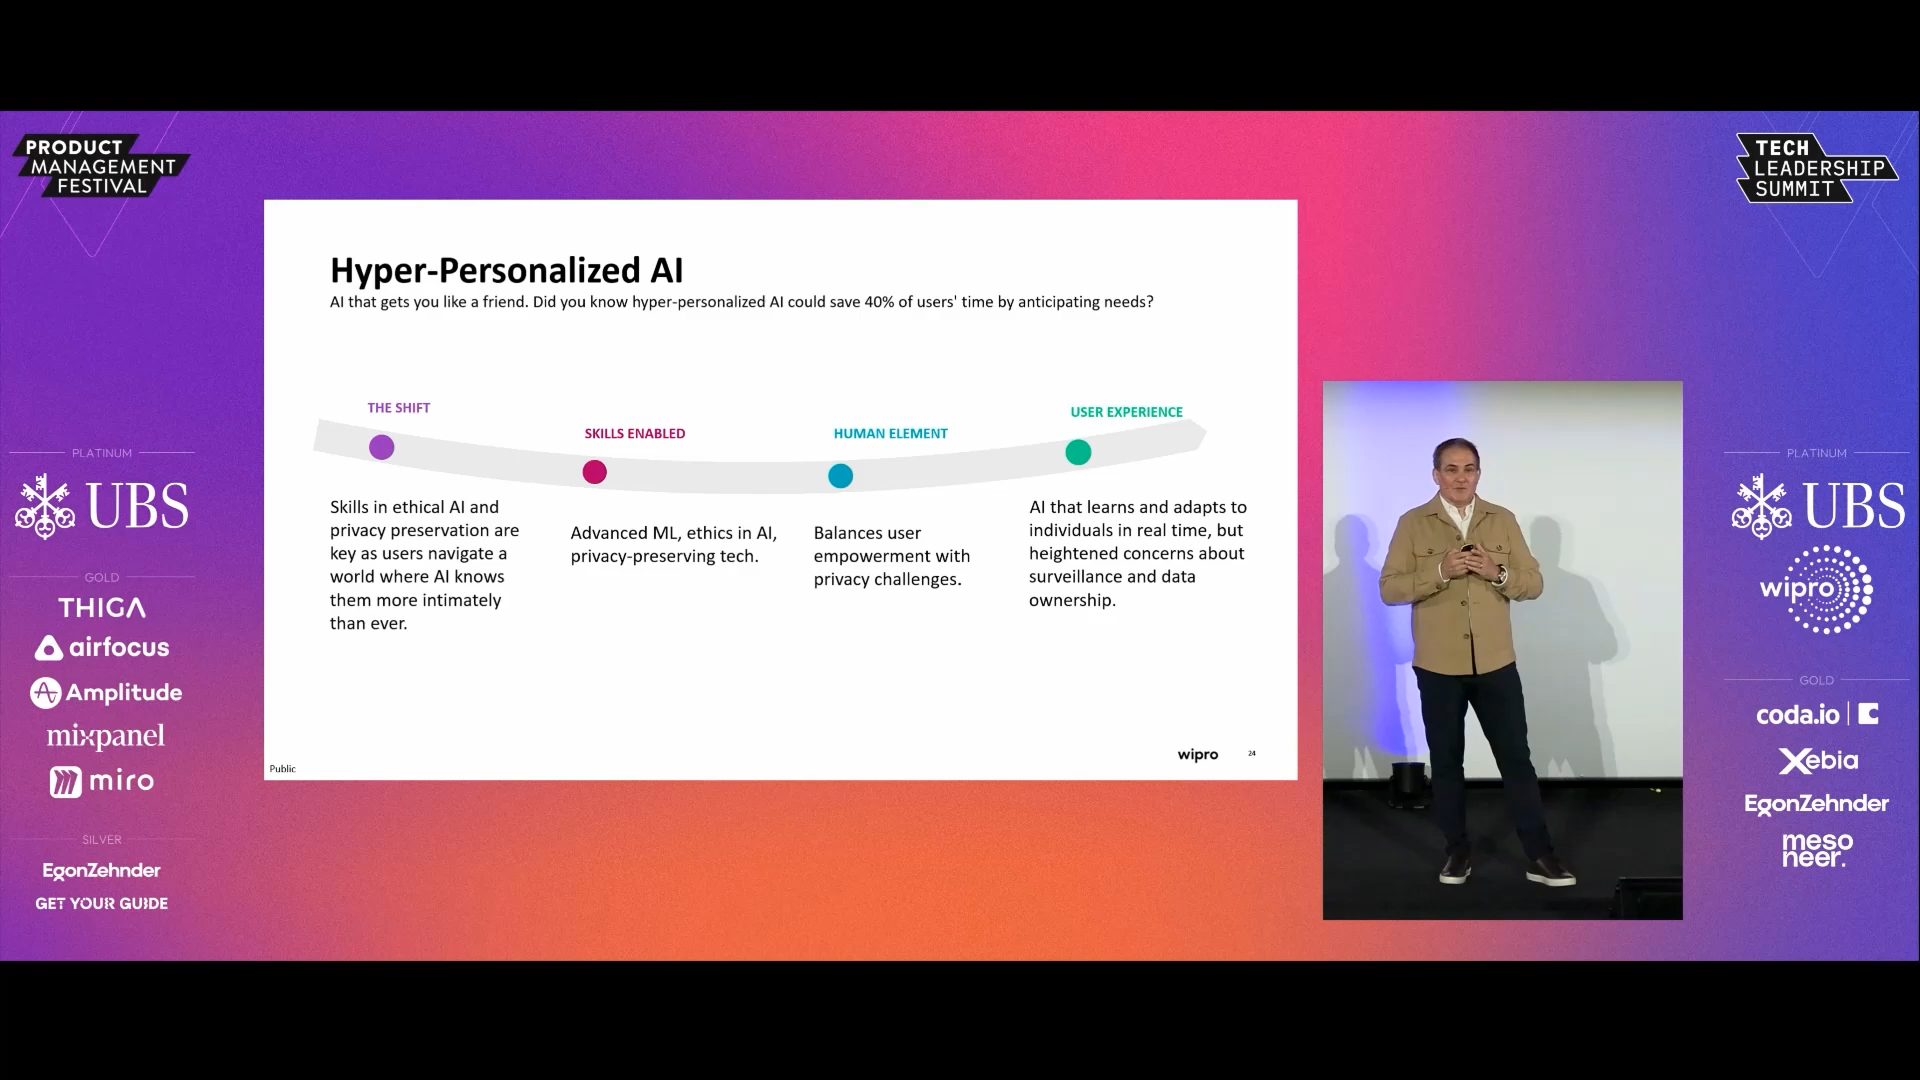 PRODUCT
MANAGEMENT
FESTIVAL
TECH
LEADERSHIP
SUMMIT
Hyper-Personalized AI
AI that gets you like a friend. Did you know hyper-personalized AI could save 40% of users' time by anticipating needs?
THE SHIFT
Skills in ethical AI and
privacy preservation are
key as users navigate a
world where AI knows
them more intimately
than ever.
SKILLS ENABLED
Advanced ML, ethics in AI,
privacy-preserving tech.
HUMAN ELEMENT
Balances user
empowerment with
privacy challenges.
USER EXPERIENCE
AI that learns and adapts to
individuals in real time, but
heightened concerns about
surveillance and data
ownership.
Public
wipro
24
PLATINUM
UBS
GOLD
THIGA
airfocus
Amplitude
mixpanel
miro
SILVER
EgonZehnder
GET YOUR GUIDE
PLATINUM
UBS
wipro
GOLD
coda.io
Xebia
EgonZehnder
meso
neer.